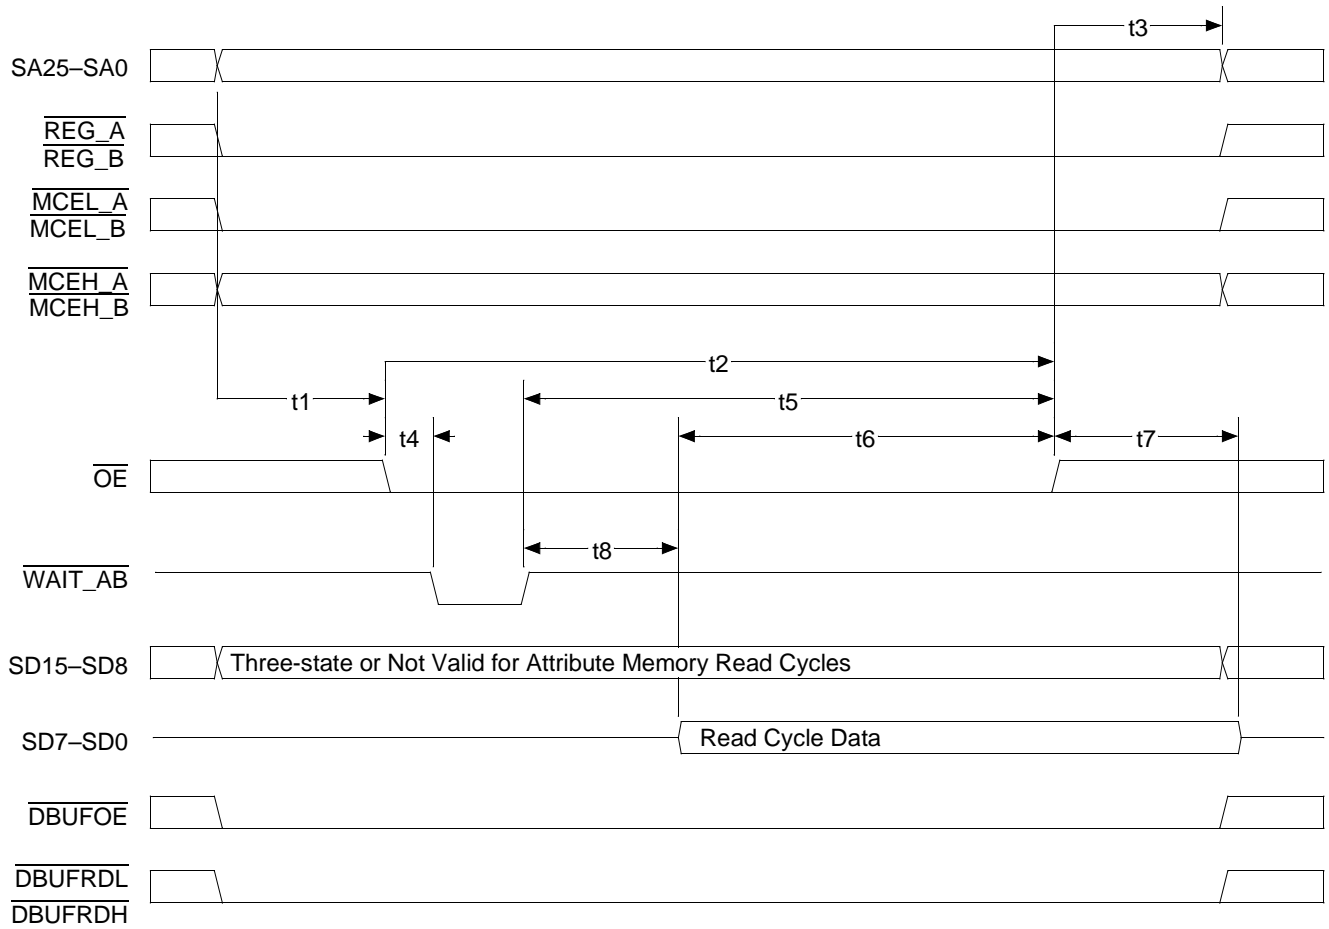 t3
SA25–SA0
REG_A
REG_B
MCEL_A
MCEL_B
MCEH_A
MCEH_B
t2
t1
t5
t4
t6
t7
OE
t8
WAIT_AB
SD15–SD8
Three-state or Not Valid for Attribute Memory Read Cycles
SD7–SD0
Read Cycle Data
DBUFOE
DBUFRDL
DBUFRDH